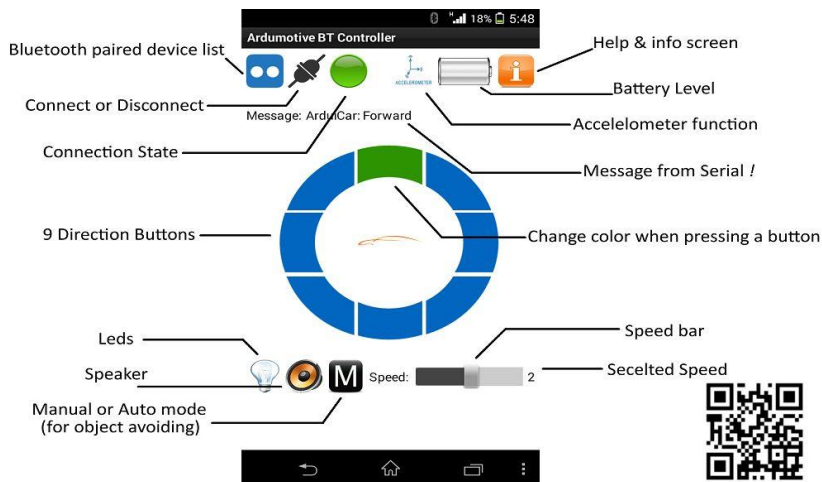 18% 5:48
Ardumotive BT Controller
Bluetooth paired device list
Help & info screen
ACCELEROMETER
Battery Level
Connect or Disconnect
Message: ArduCar: Forward
Accelelometer function
Connection State
Message from Serial !
9 Direction Buttons
Change color when pressing a button
Leds
Speed bar
Speaker
M
Speed:
2
Secelted Speed
Manual or Auto mode
(for object avoiding)